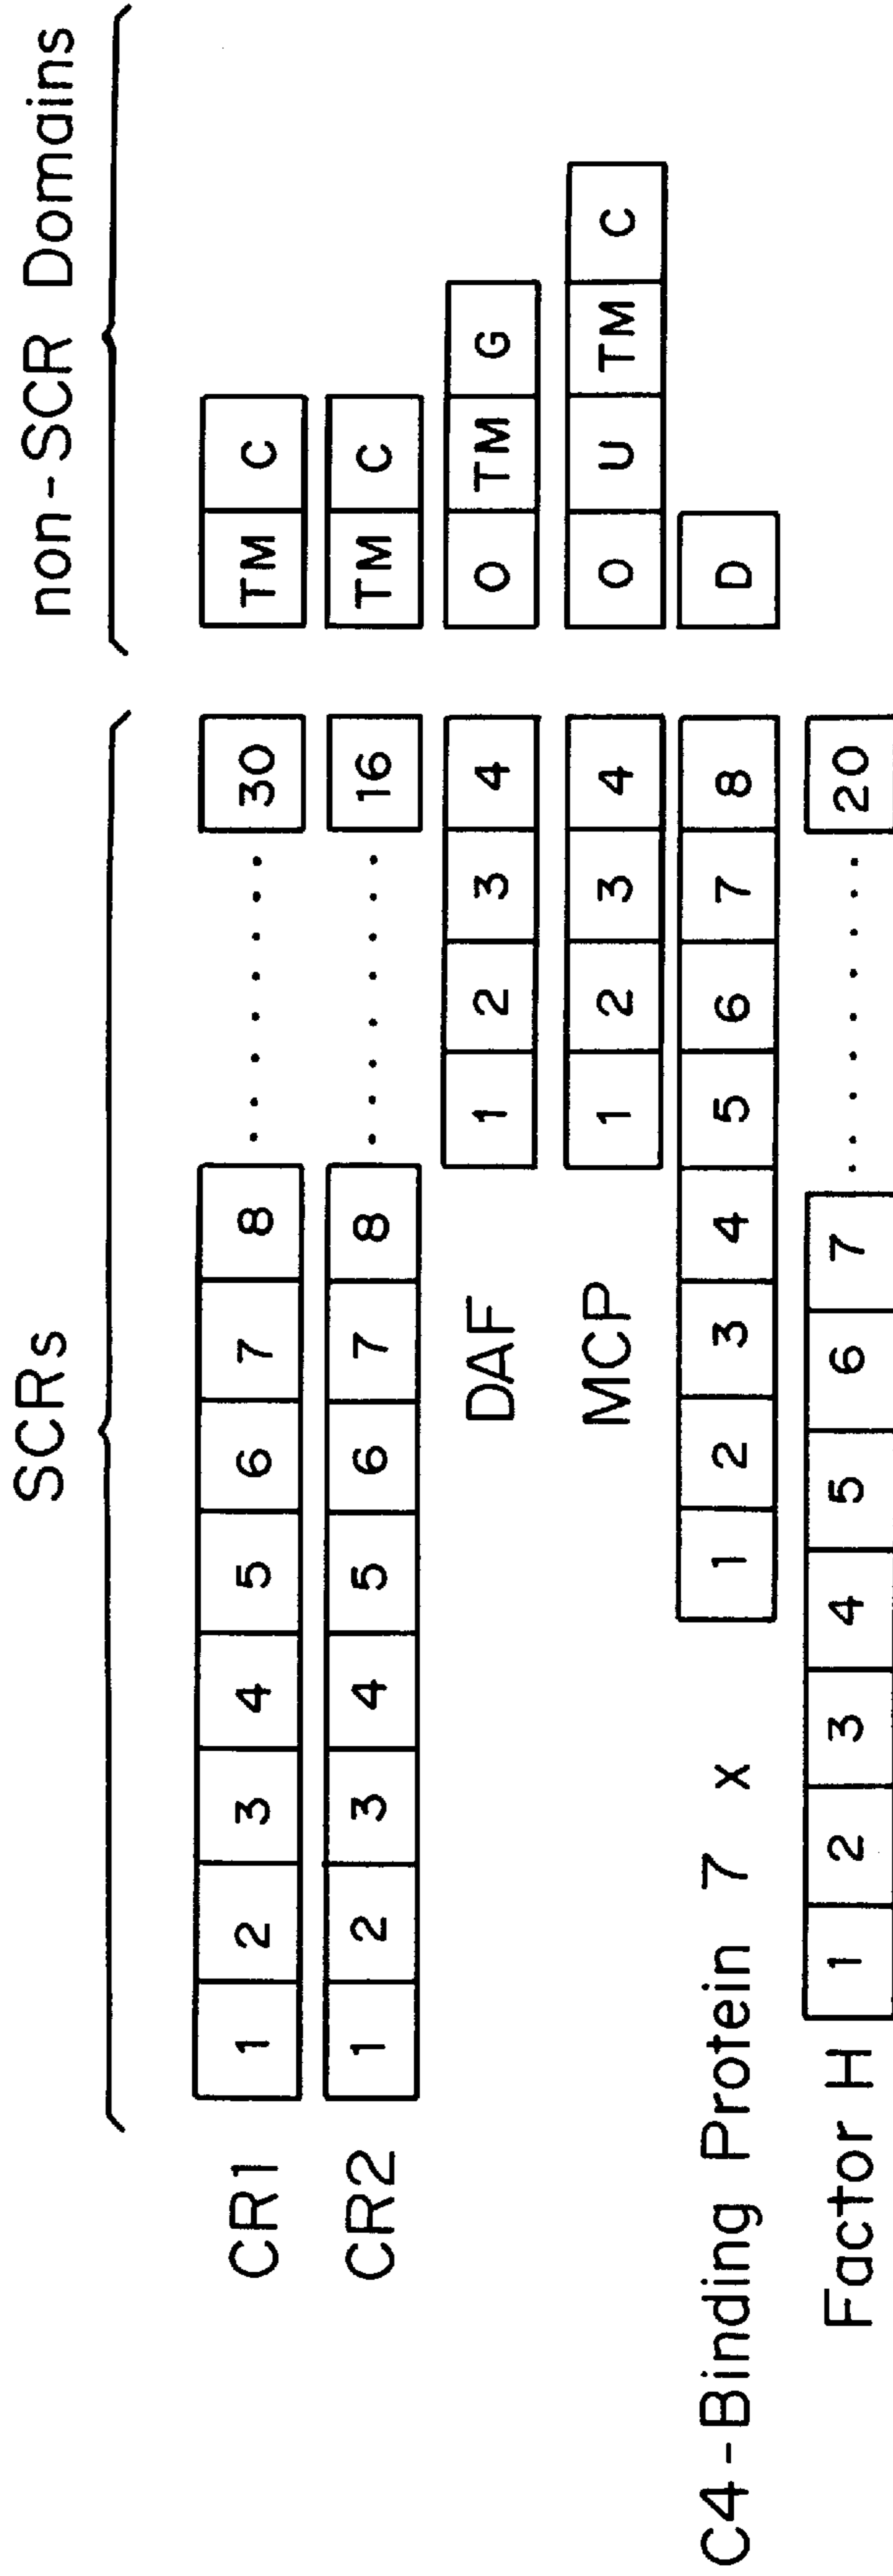 SCRs non-SCR Domains
CR1 1 2 3 4 5 6 7 8 ........ 30 TM C
CR2 1 2 3 4 5 6 7 8 ........ 16 TM C
DAF 1 2 3 4 O TM G
MCP 1 2 3 4 O U TM C
C4-Binding Protein 7 x 1 2 3 4 5 6 7 8 D
Factor H 1 2 3 4 5 6 7 ......... 20